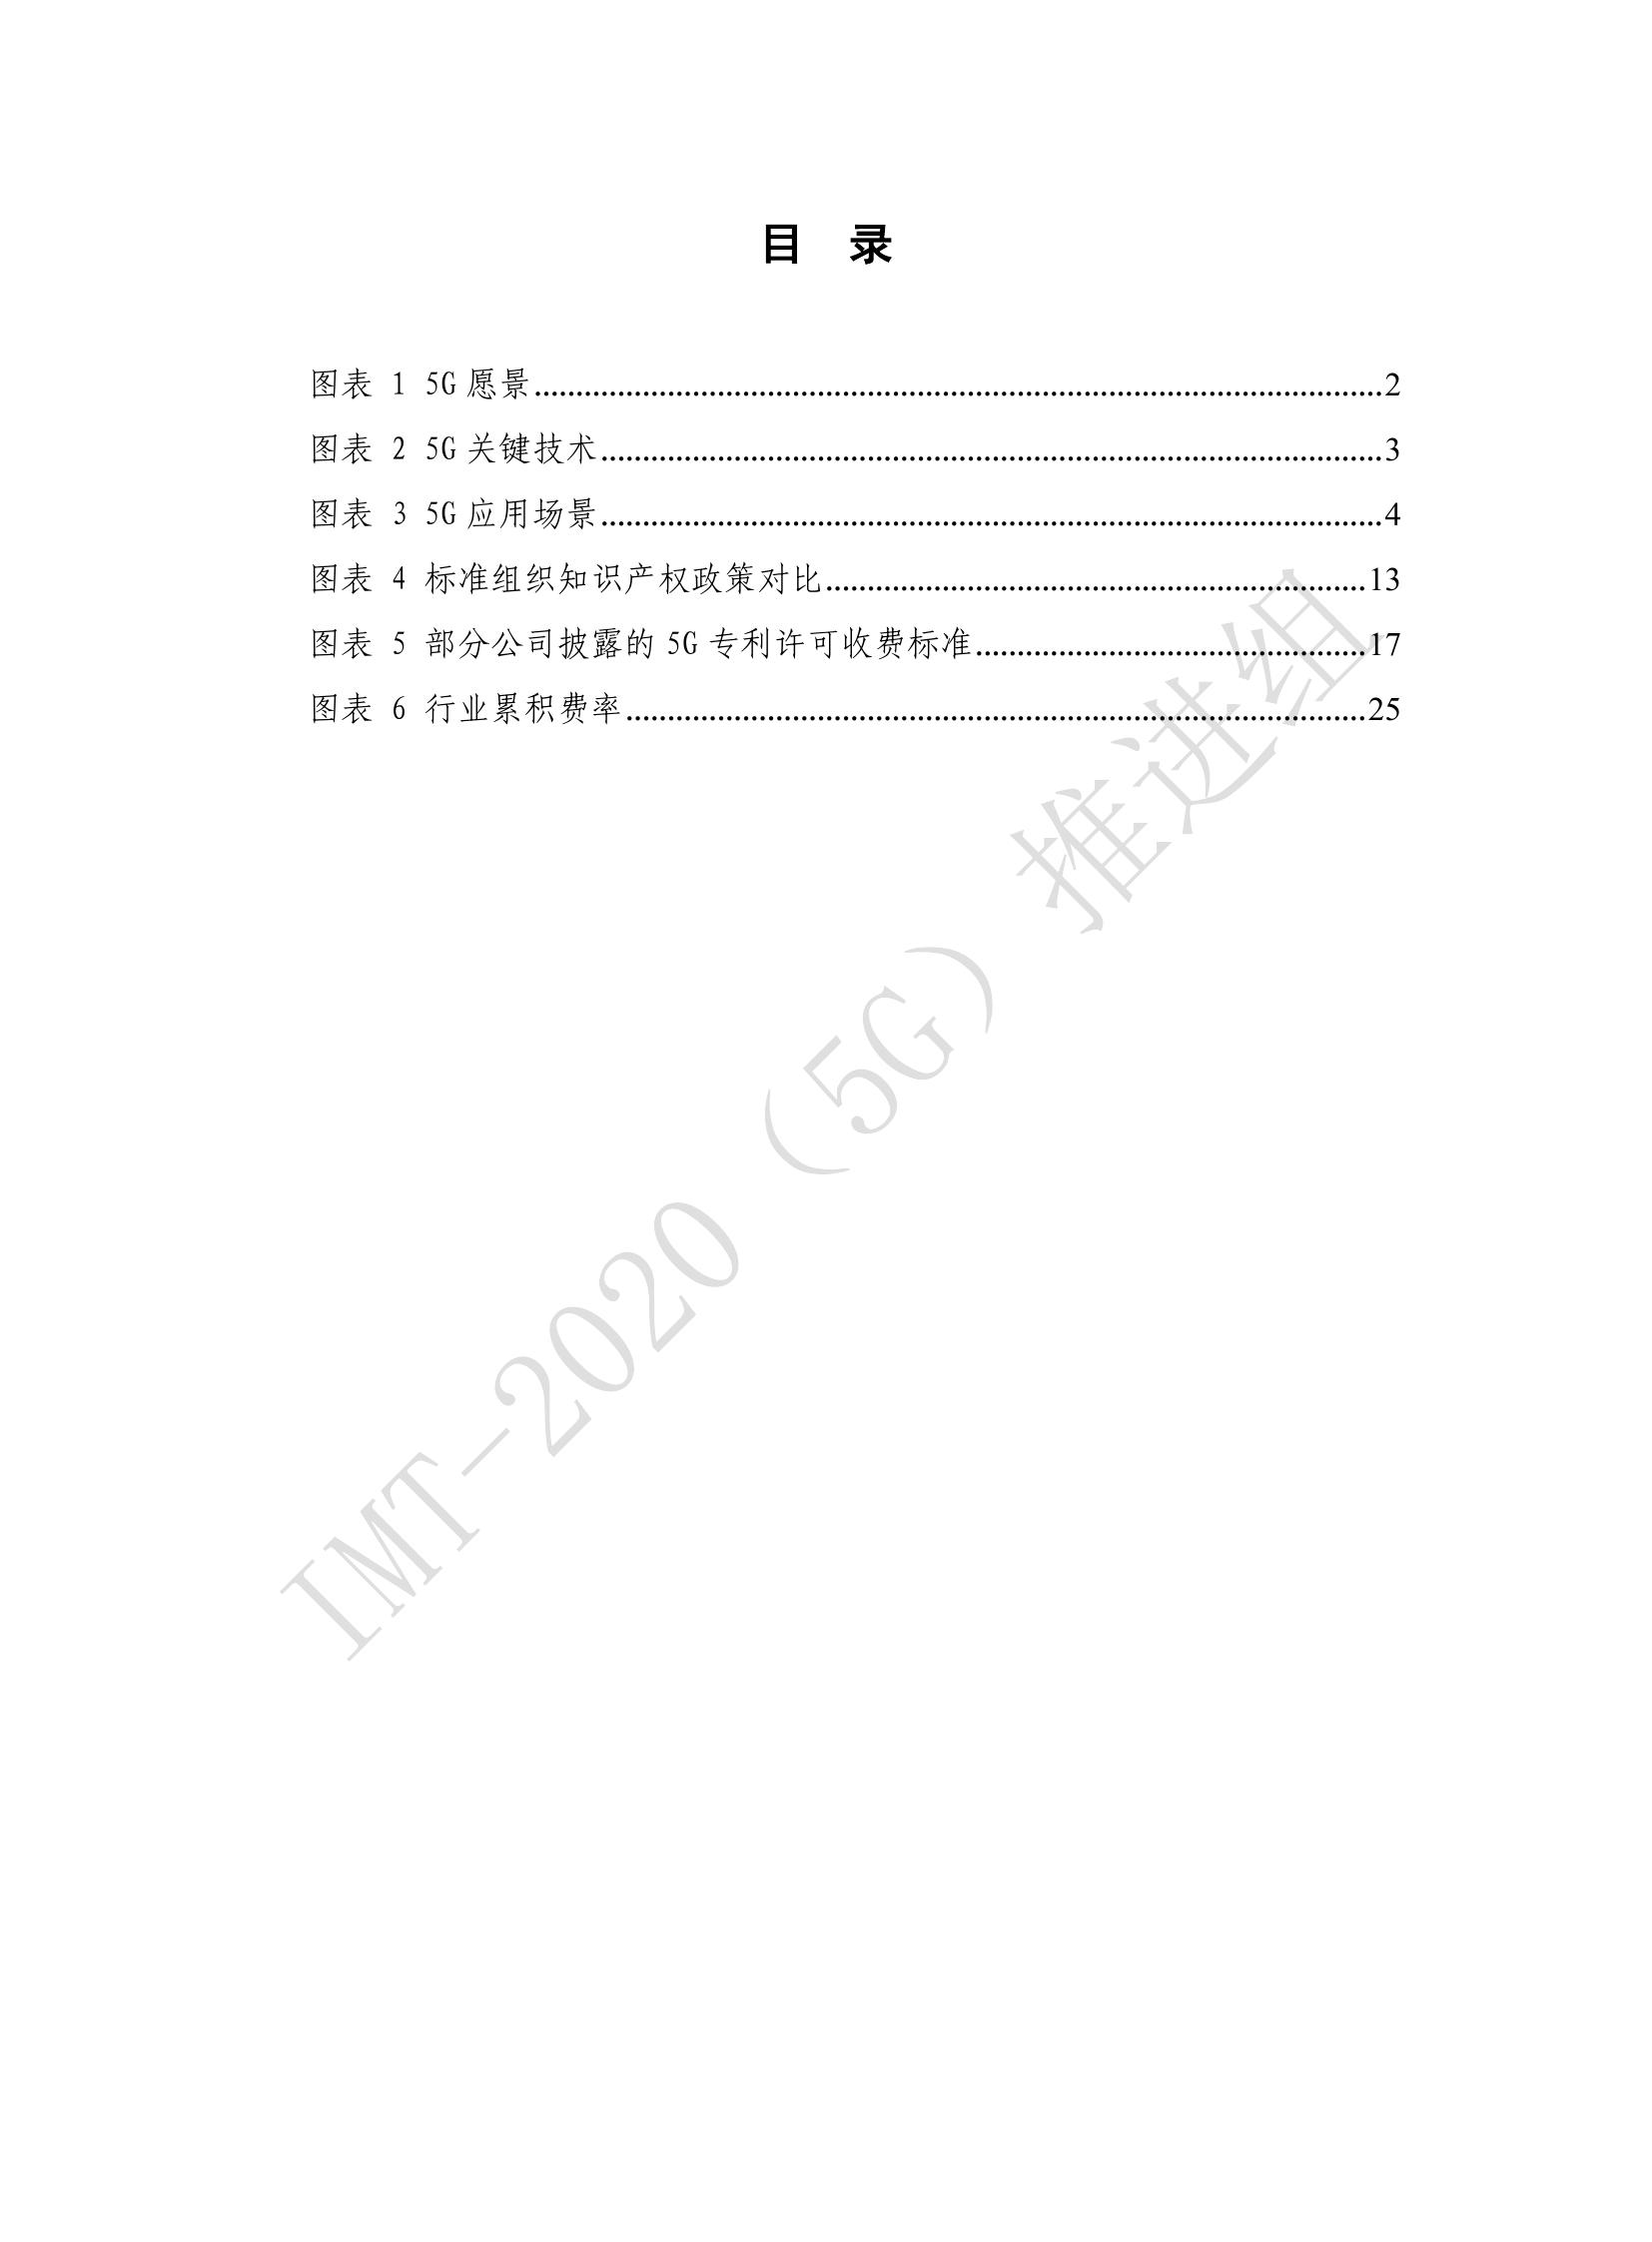 目 录
图表 1 5G 愿景........................................2
图表 2 5G 关键技术........................................3
图表 3 5G 应用场景........................................4
图表 4 标准组织知识产权政策对比........................................13
图表 5 部分公司披露的 5G 专利许可收费标准........................................17
图表 6 行业累积费率........................................25
IMT-2020（5G）推进组